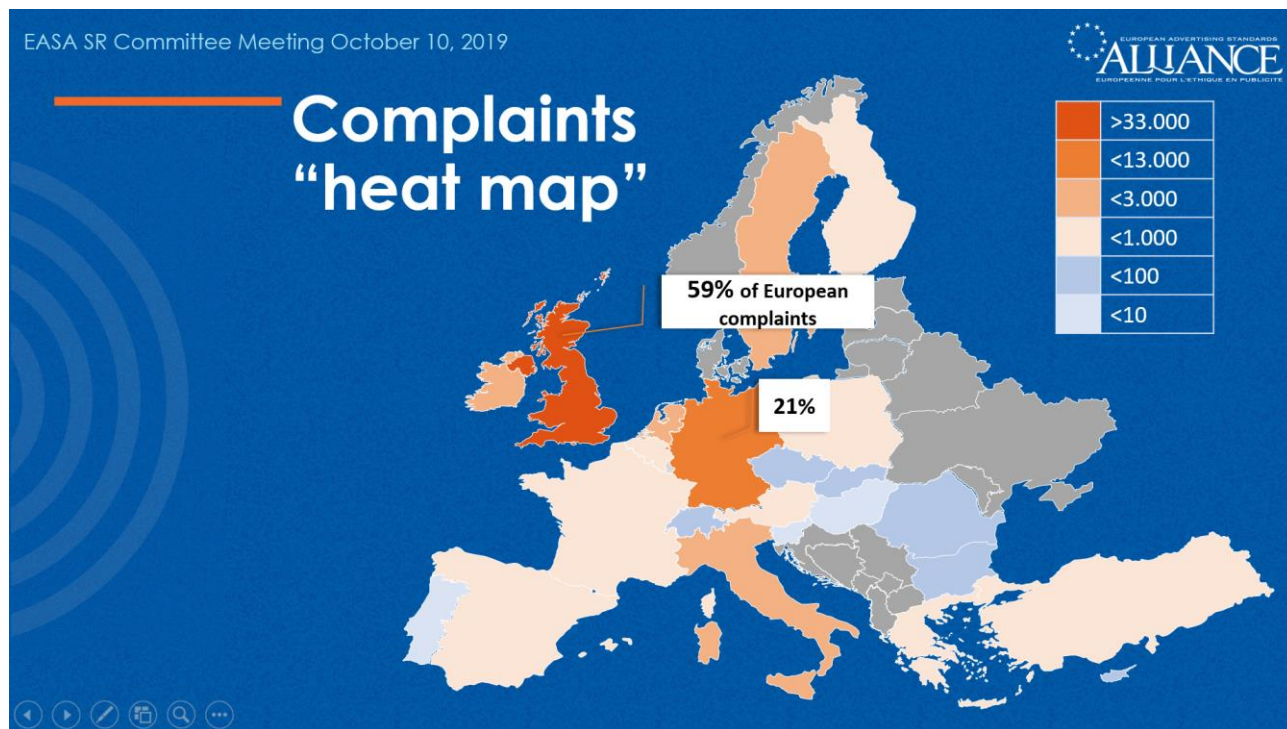 EASA SR Committee Meeting October 10, 2019
EUROPEAN ADVERTISING STANDARDS
ALLIANCE
EUROPEENNE POUR L'ETHIQUE EN PUBLICITE
Complaints
“heat map”
>33.000
<13.000
<3.000
<1.000
<100
<10
59% of European
complaints
21%